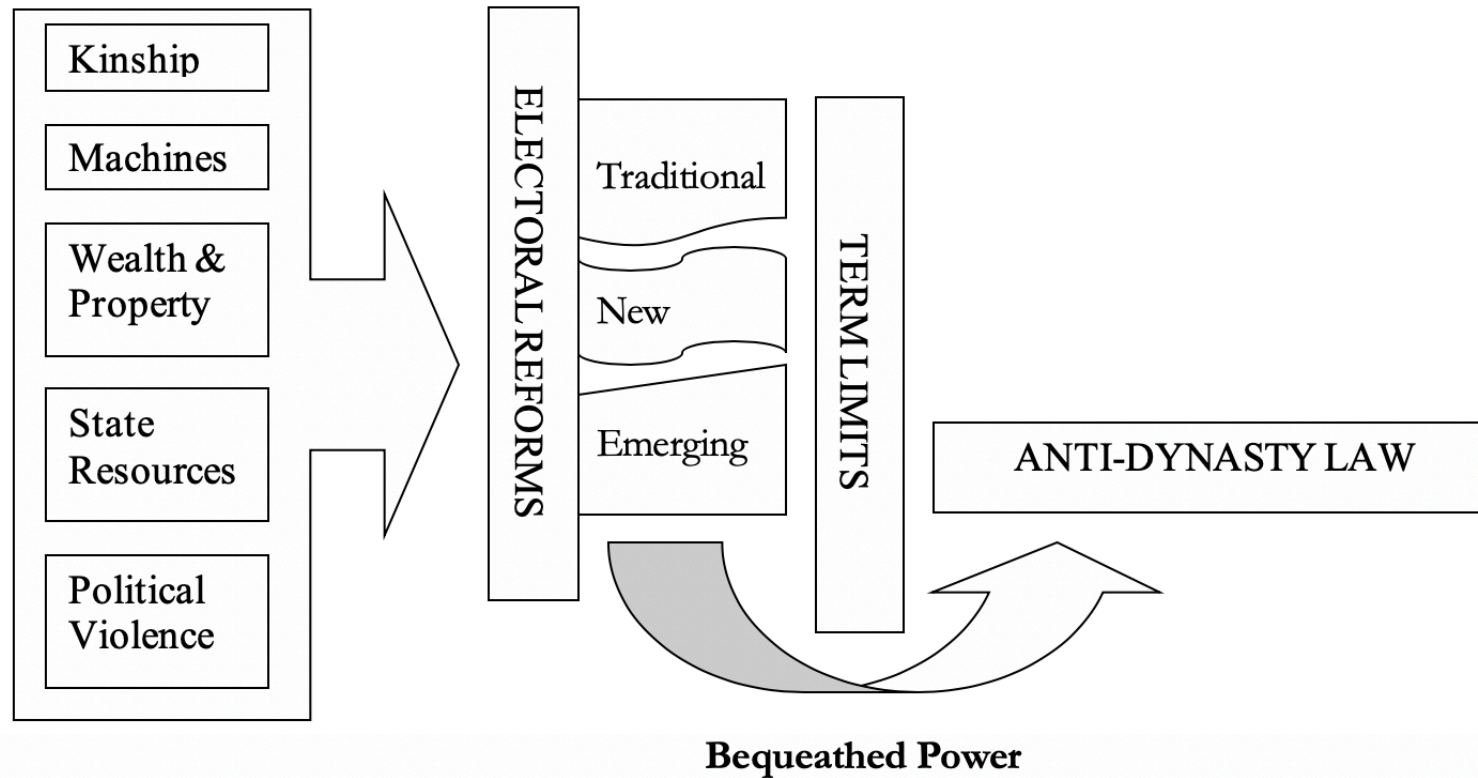 Kinship
Machines
Wealth &
Property
State
Resources
Political
Violence
ELECTORAL REFORMS
Traditional
New
Emerging
TERM LIMITS
ANTI-DYNASTY LAW
Bequeathed Power